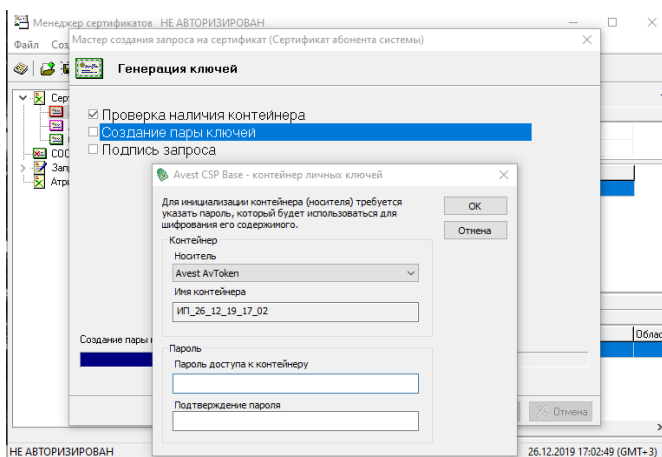 Менеджер сертификатов НЕ АВТОРИЗИРОВАН
Мастер создания запроса на сертификат (Сертификат абонента системы)
Файл
Генерация ключей
Проверка наличия контейнера
Создание пары ключей
Подпись запроса
СОС
Avest CSP Base - контейнер личных ключей
Для инициализации контейнера (носителя) требуется
указать пароль, который будет использоваться для
шифрования его содержимого.
OK
Отмена
Контейнер
Носитель
Avest AvToken
Имя контейнера
ИП_26_12_19_17_02
Создание пары
Пароль
Пароль доступа к контейнеру
Подтверждение пароля
Отмена
НЕ АВТОРИЗИРОВАН
26.12.2019 17:02:49 (GMT+3)